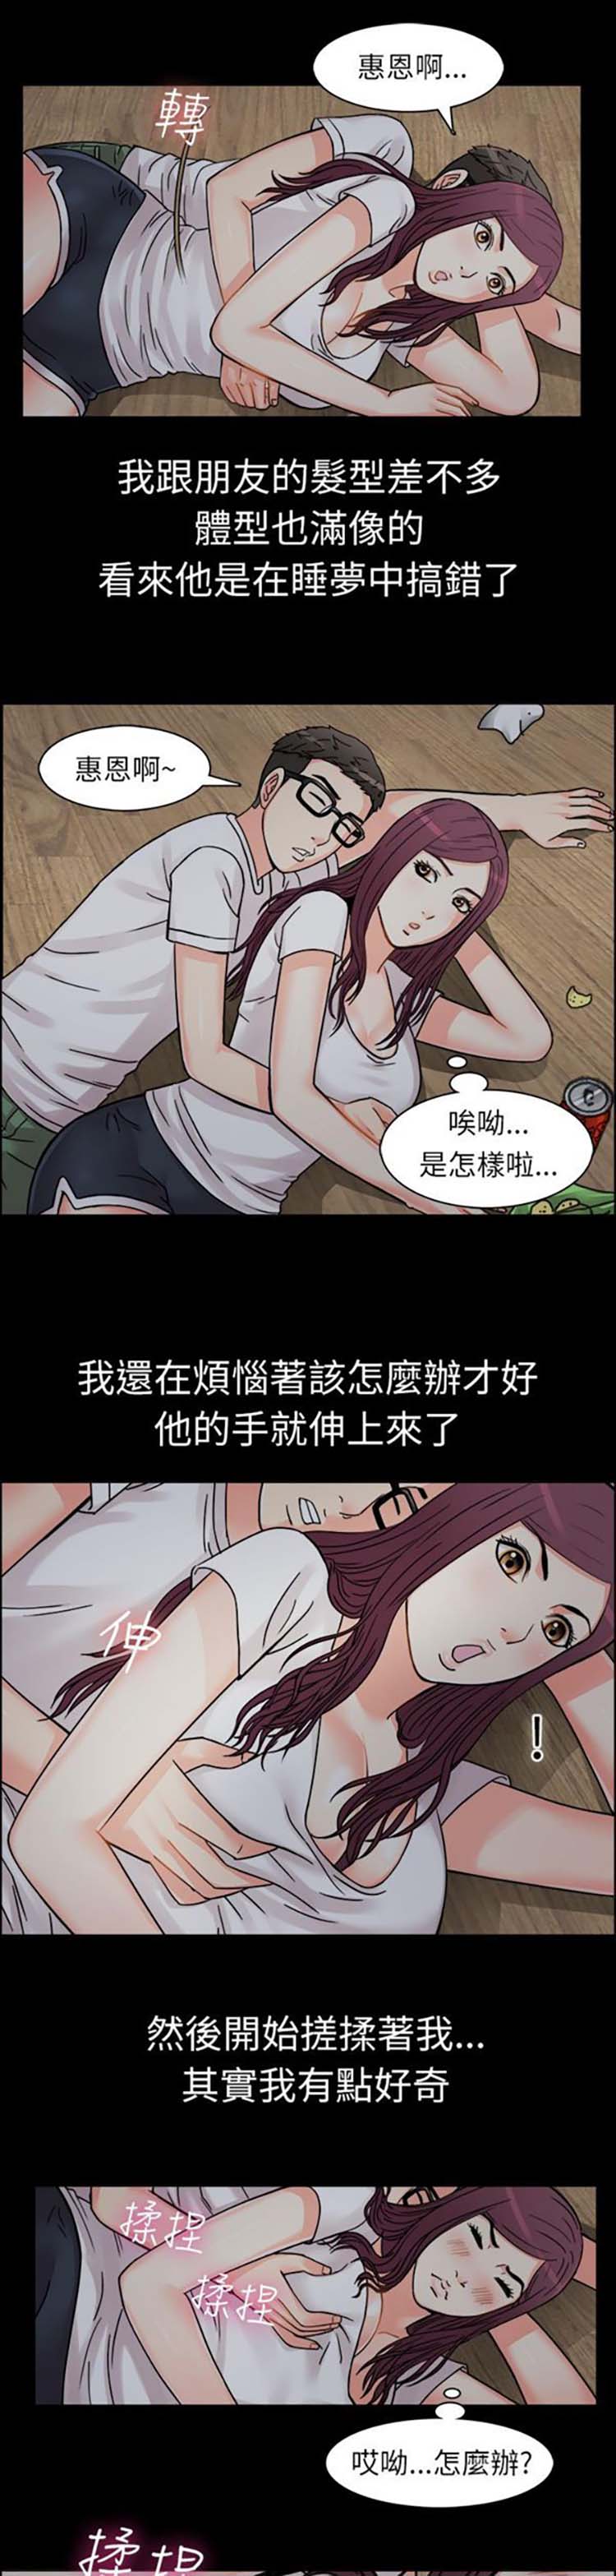 惠恩啊...
轉
我跟朋友的髮型差不多
體型也滿像的
看來他是在睡夢中搞錯了
惠恩啊~
唉呦...
是怎樣啦...
我還在煩惱著該怎麼辦才好
他的手就伸上來了
伸
!
然後開始搓揉著我...
其實我有點好奇
揉捏
揉捏
哎呦...怎麼辦?
揉捏